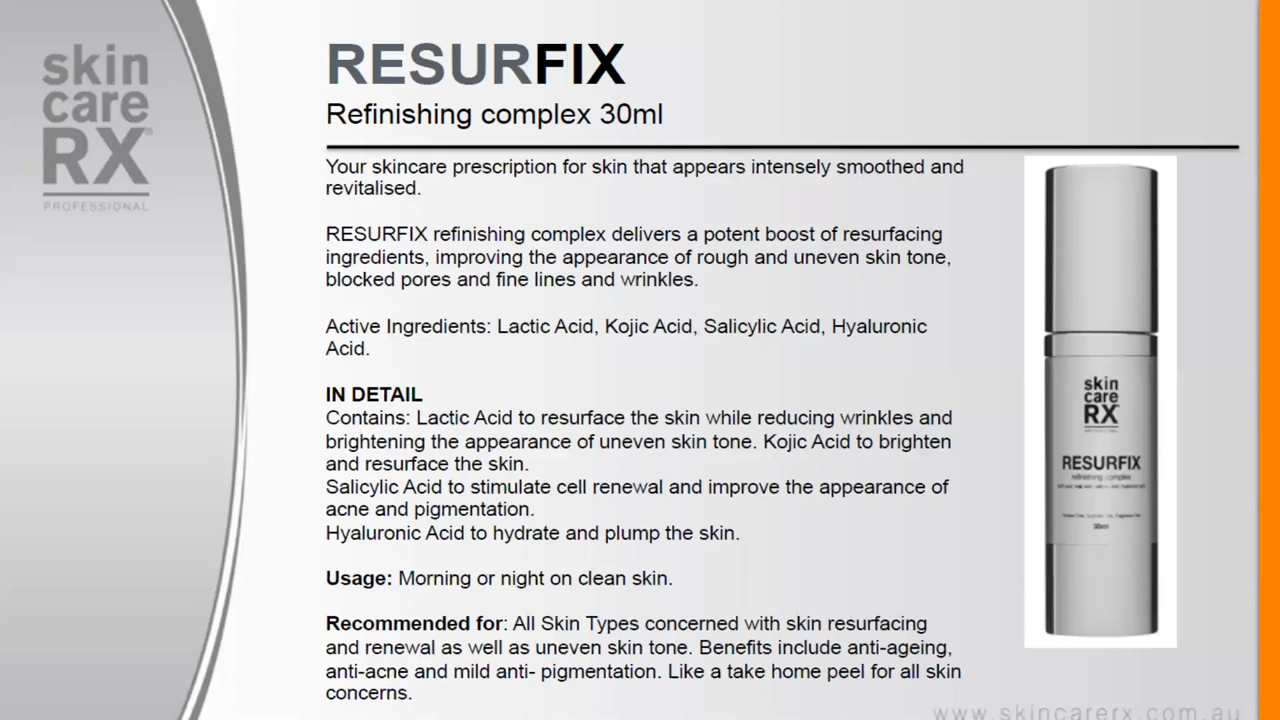 skin
care
RX®
PROFESSIONAL
RESURFIX
Refinishing complex 30ml
Your skincare prescription for skin that appears intensely smoothed and
revitalised.
RESURFIX refinishing complex delivers a potent boost of resurfacing
ingredients, improving the appearance of rough and uneven skin tone,
blocked pores and fine lines and wrinkles.
Active Ingredients: Lactic Acid, Kojic Acid, Salicylic Acid, Hyaluronic
Acid.
IN DETAIL
Contains: Lactic Acid to resurface the skin while reducing wrinkles and
brightening the appearance of uneven skin tone. Kojic Acid to brighten
and resurface the skin.
Salicylic Acid to stimulate cell renewal and improve the appearance of
acne and pigmentation.
Hyaluronic Acid to hydrate and plump the skin.
Usage: Morning or night on clean skin.
Recommended for: All Skin Types concerned with skin resurfacing
and renewal as well as uneven skin tone. Benefits include anti-ageing,
anti-acne and mild anti- pigmentation. Like a take home peel for all skin
concerns.
skin
care
RX
RESURFIX
refinishing complex
30ml
www.skincarerx.com.au